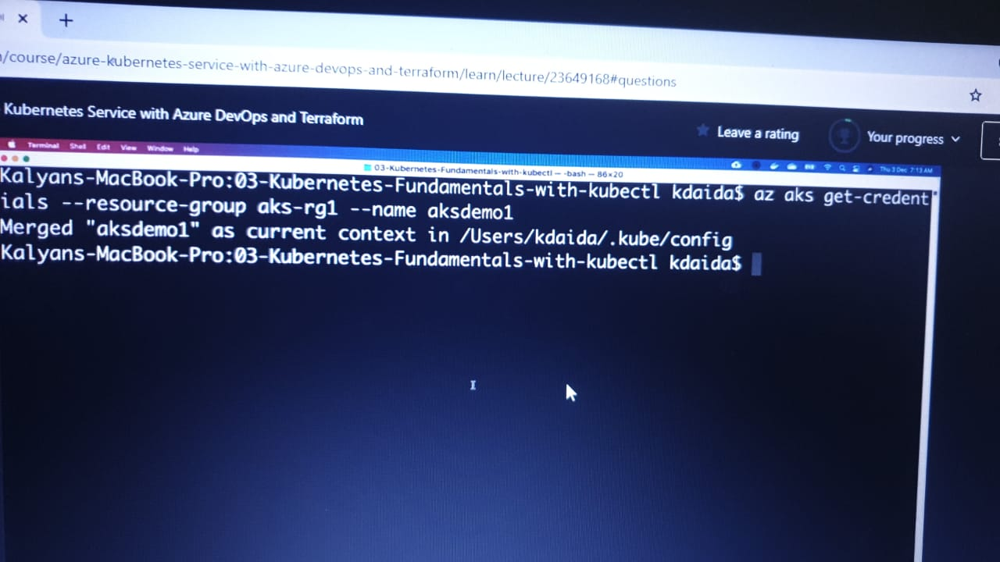 /course/azure-kubernetes-service-with-azure-devops-and-terraform/learn/lecture/23649168#questions
Kubernetes Service with Azure DevOps and Terraform
Leave a rating
Your progress
Terminal Shell Edit View Window Help
Thu 3 Dec 7:13 AM
03-Kubernetes-Fundamentals-with-kubectl — -bash — 86×20
Kalyans-MacBook-Pro:03-Kubernetes-Fundamentals-with-kubectl kdaida$ az aks get-credent
ials --resource-group aks-rg1 --name aksdemo1
Merged "aksdemo1" as current context in /Users/kdaida/.kube/config
Kalyans-MacBook-Pro:03-Kubernetes-Fundamentals-with-kubectl kdaida$